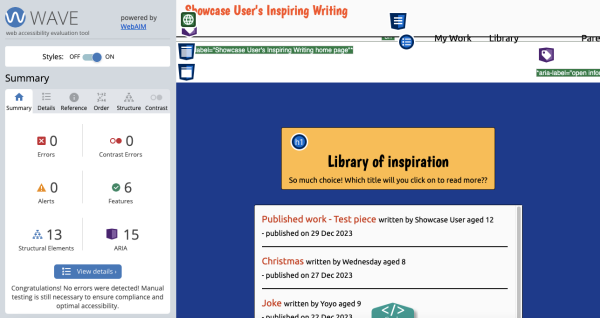 WAVE
web accessibility evaluation tool
powered by
WebAIM
Styles: OFF ON
Summary
Summary Details Reference Order Structure Contrast
0
Errors
0
Contrast Errors
0
Alerts
6
Features
13
Structural Elements
15
ARIA
View details ›
Congratulations! No errors were detected! Manual
testing is still necessary to ensure compliance and
optimal accessibility.
Showcase User's Inspiring Writing
label="Showcase User's Inspiring Writing home page"
My Work
Library
Pare
*aria-label="open infor
h1
Library of inspiration
So much choice! Which title will you click on to read more??
Published work - Test piece written by Showcase User aged 12
- published on 29 Dec 2023
Christmas written by Wednesday aged 8
- published on 27 Dec 2023
Joke written by Yoyo aged 9
- published on 22 Dec 2023
</>